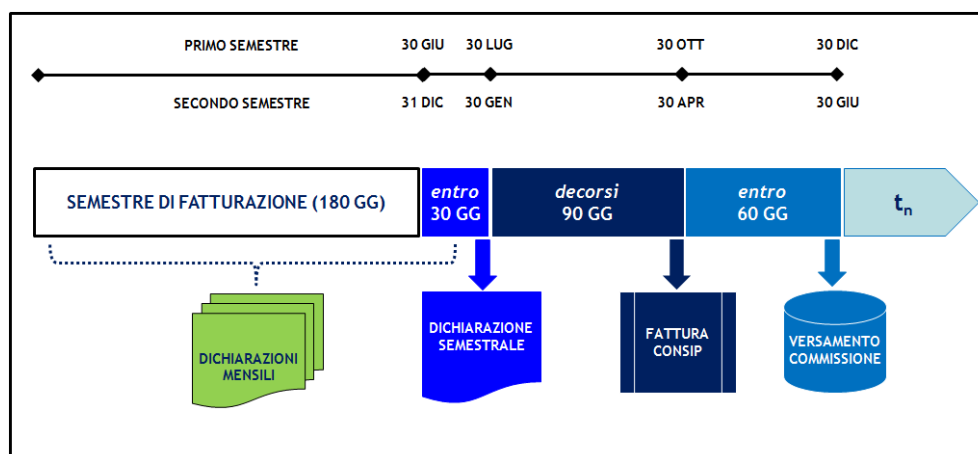 PRIMO SEMESTRE
30 GIU
30 LUG
30 OTT
30 DIC
SECONDO SEMESTRE
31 DIC
30 GEN
30 APR
30 GIU
SEMESTRE DI FATTURAZIONE (180 GG)
entro
30 GG
decorsi
90 GG
entro
60 GG
tn
DICHIARAZIONI
MENSILI
DICHIARAZIONE
SEMESTRALE
FATTURA
CONSIP
VERSAMENTO
COMMISSIONE